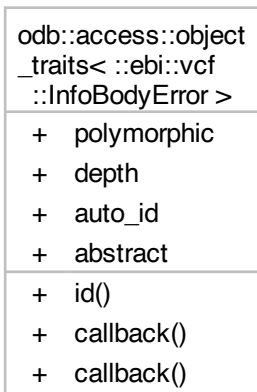 odb::access::object
_traits< ::ebi::vcf
::InfoBodyError >
+ polymorphic
+ depth
+ auto_id
+ abstract
+ id()
+ callback()
+ callback()